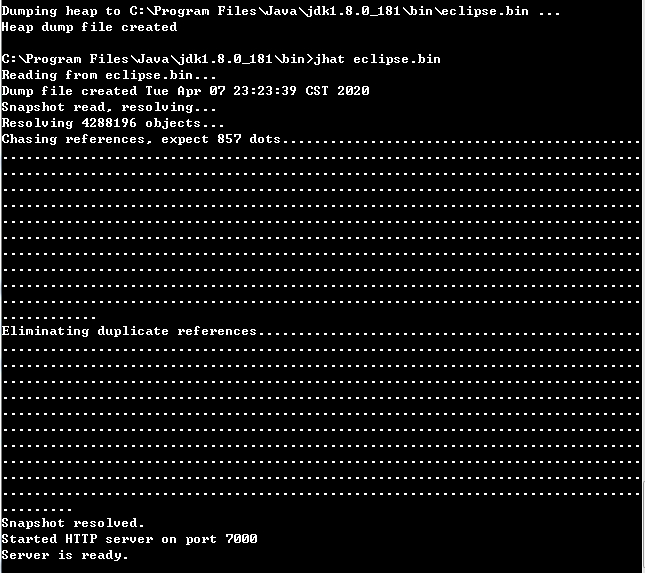 Dumping heap to C:\Program Files\Java\jdk1.8.0_181\bin\eclipse.bin ...
Heap dump file created
C:\Program Files\Java\jdk1.8.0_181\bin>jhat eclipse.bin
Reading from eclipse.bin...
Dump file created Tue Apr 07 23:23:39 CST 2020
Snapshot read, resolving...
Resolving 4288196 objects...
Chasing references, expect 857 dots.............................................
................................................................................
................................................................................
................................................................................
................................................................................
................................................................................
................................................................................
................................................................................
................................................................................
................................................................................
................................................................................
............
Eliminating duplicate references................................................
................................................................................
................................................................................
................................................................................
................................................................................
................................................................................
................................................................................
................................................................................
................................................................................
................................................................................
................................................................................
.........
Snapshot resolved.
Started HTTP server on port 7000
Server is ready.